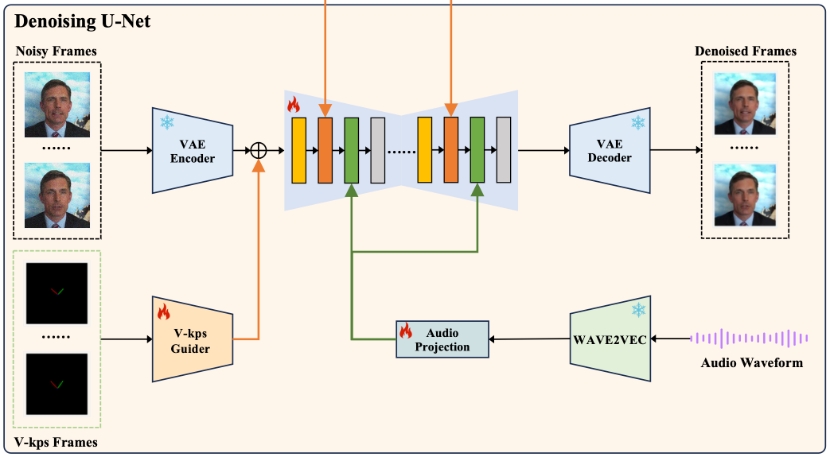 Denoising U-Net
Noisy Frames
Denoised Frames
VAE
Encoder
VAE
Decoder
V-kps
Guider
Audio
Projection
WAVE2VEC
Audio Waveform
V-kps Frames